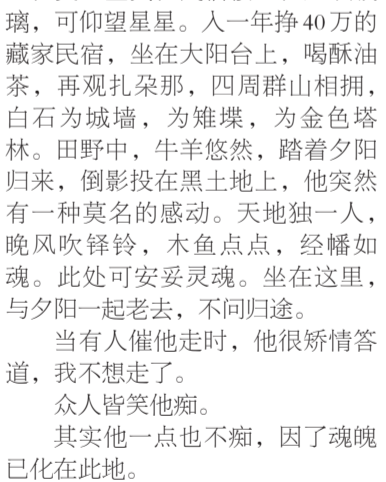 璃，可仰望星星。入一年挣40万的
藏家民宿，坐在大阳台上，喝酥油
茶，再观扎朵那，四周群山相拥，
白石为城墙，为雉堞，为金色塔
林。田野中，牛羊悠然，踏着夕阳
归来，倒影投在黑土地上，他突然
有一种莫名的感动。天地独一人，
晚风吹铎铃，木鱼点点，经幡如
魂。此处可安妥灵魂。坐在这里，
与夕阳一起老去，不问归途。
当有人催他走时，他很矫情答
道，我不想走了。
众人皆笑他痴。
其实他一点也不痴，因了魂魄
已化在此地。